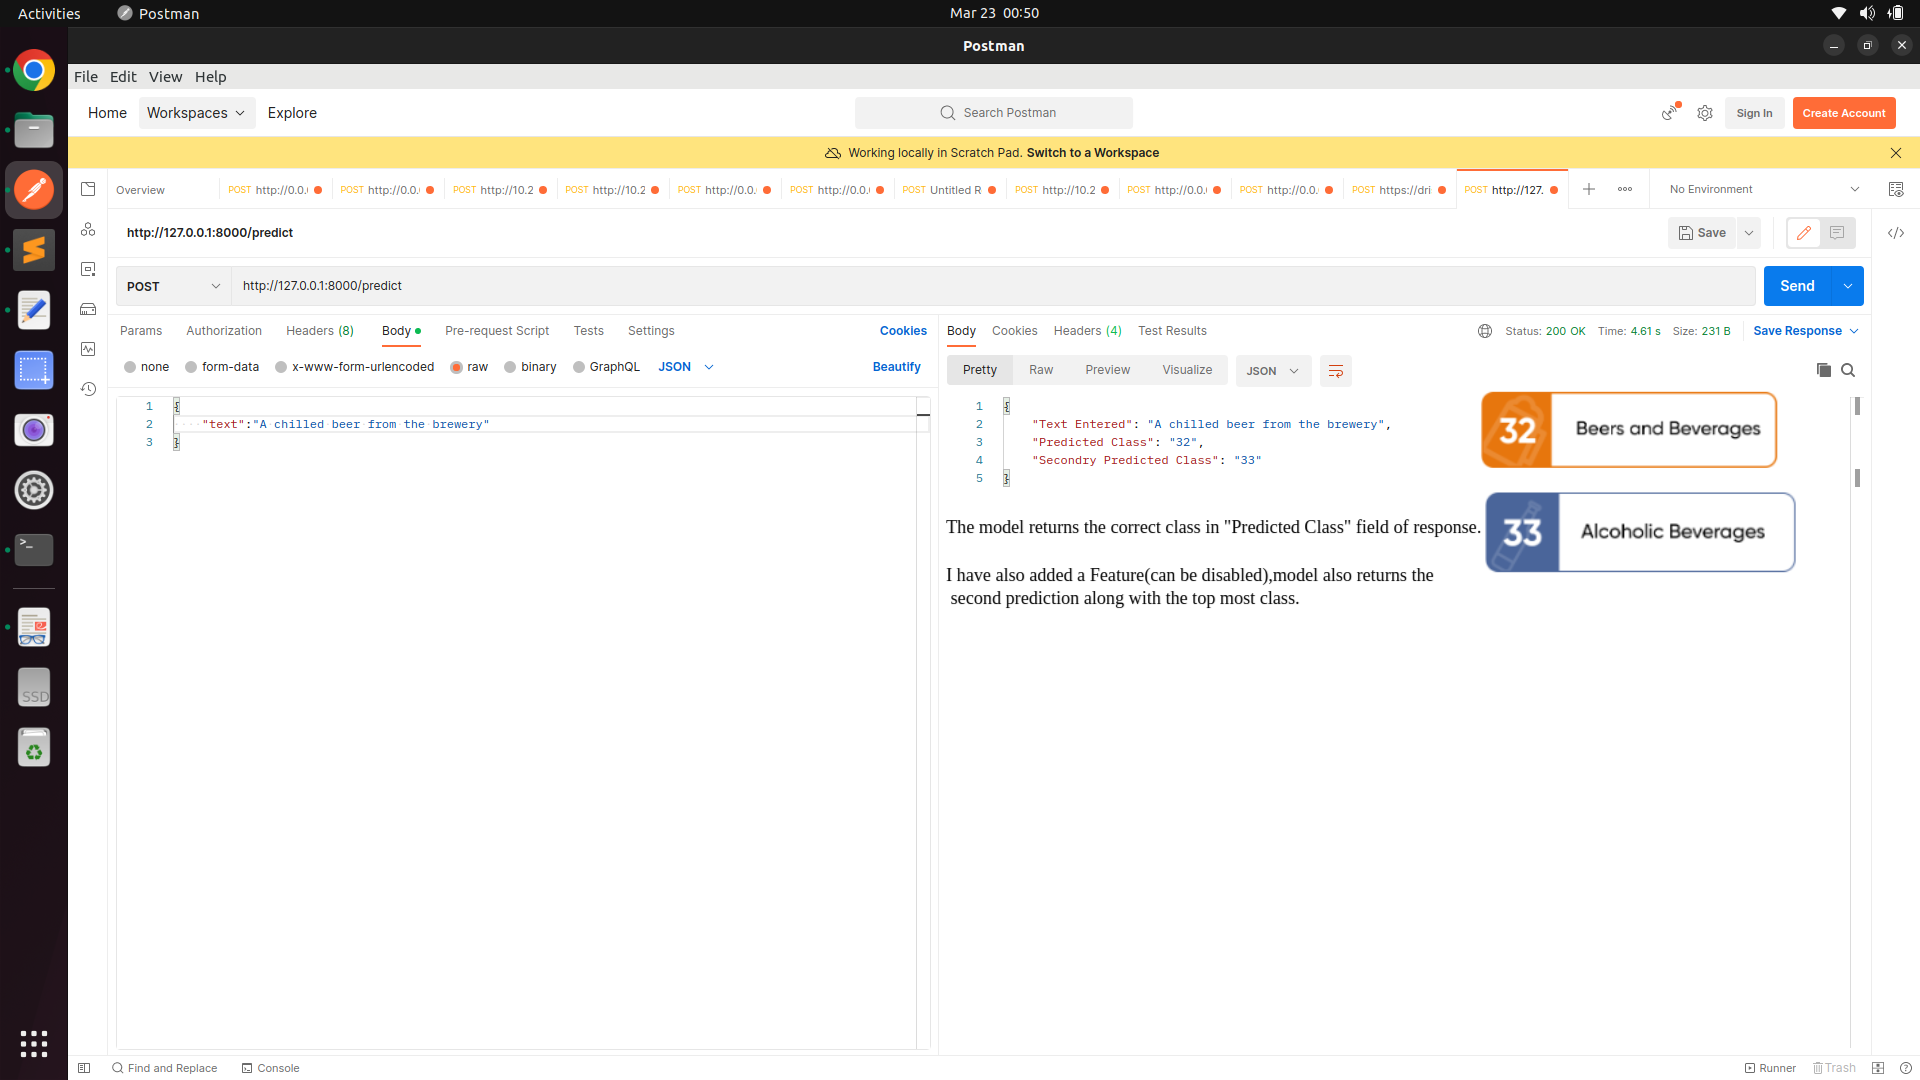 Activities Postman Mar 23 00:50
Postman
File Edit View Help
Home Workspaces Explore Search Postman Sign In Create Account
Working locally in Scratch Pad. Switch to a Workspace
Overview POST http://0.0. POST http://0.0. POST http://10.2 POST http://10.2 POST http://0.0. POST http://0.0. POST Untitled R POST http://10.2 POST http://0.0. POST http://0.0. POST https://dri POST http://127. No Environment
http://127.0.0.1:8000/predict Save
POST http://127.0.0.1:8000/predict Send
Params Authorization Headers (8) Body Pre-request Script Tests Settings Cookies
none form-data x-www-form-urlencoded raw binary GraphQL JSON Beautify
1 {
2 "text":"A chilled beer from the brewery"
3 }
Body Cookies Headers (4) Test Results Status: 200 OK Time: 4.61 s Size: 231 B Save Response
Pretty Raw Preview Visualize JSON
1 {
2 "Text Entered": "A chilled beer from the brewery",
3 "Predicted Class": "32",
4 "Secondry Predicted Class": "33"
5 }
32 Beers and Beverages
33 Alcoholic Beverages
The model returns the correct class in "Predicted Class" field of response.
I have also added a Feature(can be disabled),model also returns the
second prediction along with the top most class.
SSD
Find and Replace Console Runner Trash